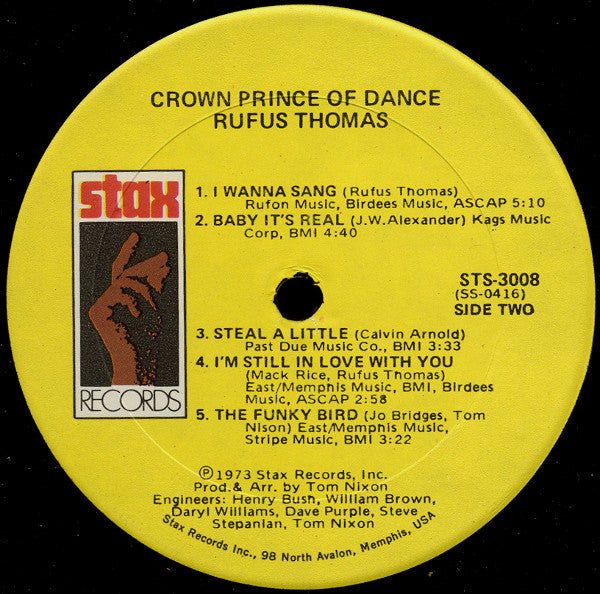 CROWN PRINCE OF DANCE
RUFUS THOMAS
stax
RECORDS
1. I WANNA SANG (Rufus Thomas)
Rufon Music, Birdees Music, ASCAP 5:10
2. BABY IT'S REAL (J.W.Alexander) Kags Music
Corp, BMI 4:40
STS-3008
(SS-0416)
SIDE TWO
3. STEAL A LITTLE (Calvin Arnold)
Past Due Music Co., BMI 3:33
4. I'M STILL IN LOVE WITH YOU
(Mack Rice, Rufus Thomas)
East/Memphis Music, BMI, Birdees
Music, ASCAP 2:58
5. THE FUNKY BIRD (Jo Bridges, Tom
Nison) East/Memphis Music,
Stripe Music, BMI 3:22
℗ 1973 Stax Records, Inc.
Prod.& Arr. by Tom Nixon
Engineers: Henry Bush, William Brown,
Daryl Williams, Dave Purple, Steve
Stepanian, Tom Nixon
Stax Records Inc., 98 North Avalon, Memphis, USA